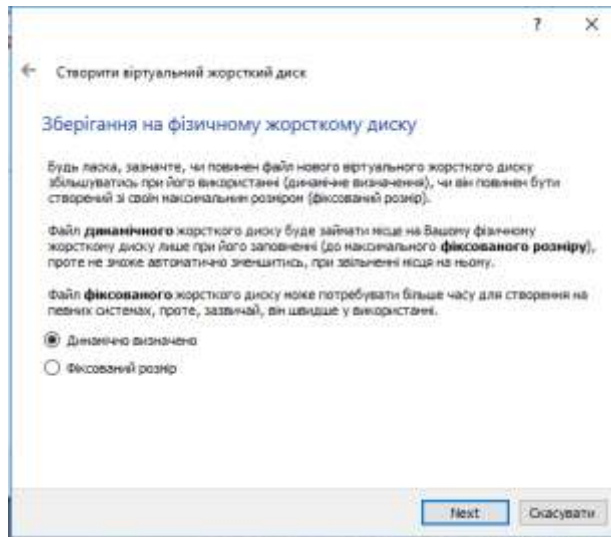 ?
Створити віртуальний жорсткий диск
Зберігання на фізичному жорсткому диску
Будь ласка, зазначте, чи повинен файл нового віртуального жорсткого диску
збільшуватись при його використанні (динамічне визначення), чи він повинен бути
створений зі своїм максимальним розміром (фіксований розмір).
Файл динамічного жорсткого диску буде займати місце на Вашому фізичному
жорсткому диску лише при його заповненні (до максимального фіксованого розміру),
проте не зможе автоматично зменшитись, при звільненні місця на ньому.
Файл фіксованого жорсткого диску може потребувати більше часу для створення на
певних системах, проте, зазвичай, він швидше у використанні.
Динамічно визначено
Фіксований розмір
Next Скасувати